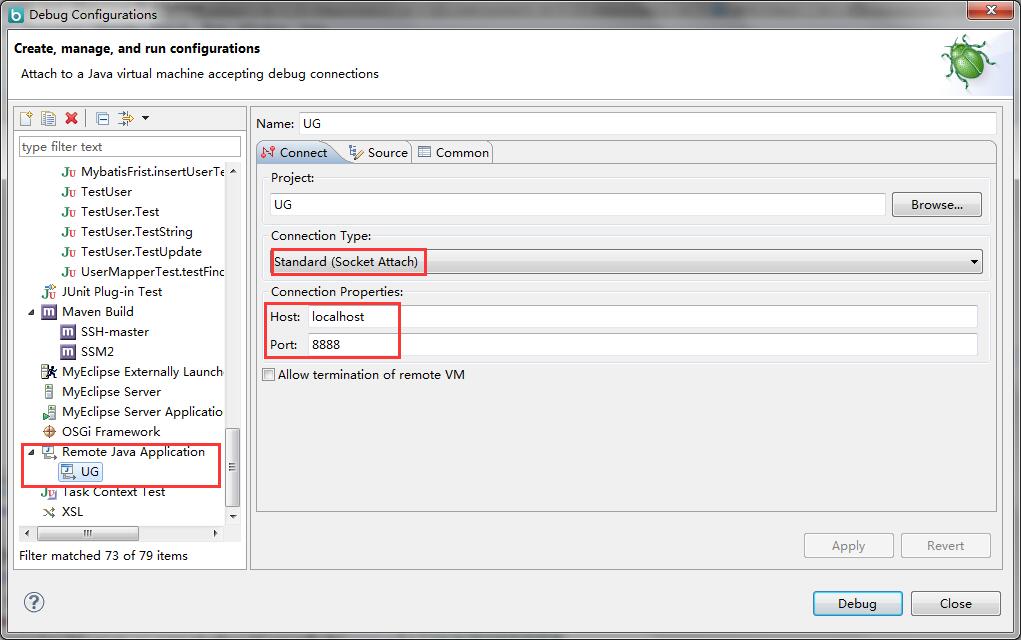 Debug Configurations
Create, manage, and run configurations
Attach to a Java virtual machine accepting debug connections
type filter text
MybatisFrist.insertUserTe
TestUser
TestUser.Test
TestUser.TestString
TestUser.TestUpdate
UserMapperTest.testFind
JUnit Plug-in Test
Maven Build
SSH-master
SSM2
MyEclipse Externally Launch
MyEclipse Server
MyEclipse Server Applicatio
OSGi Framework
Remote Java Application
UG
Task Context Test
XSL
Filter matched 73 of 79 items
Name: UG
Connect Source Common
Project:
UG Browse...
Connection Type:
Standard (Socket Attach)
Connection Properties:
Host: localhost
Port: 8888
Allow termination of remote VM
Apply Revert
Debug Close